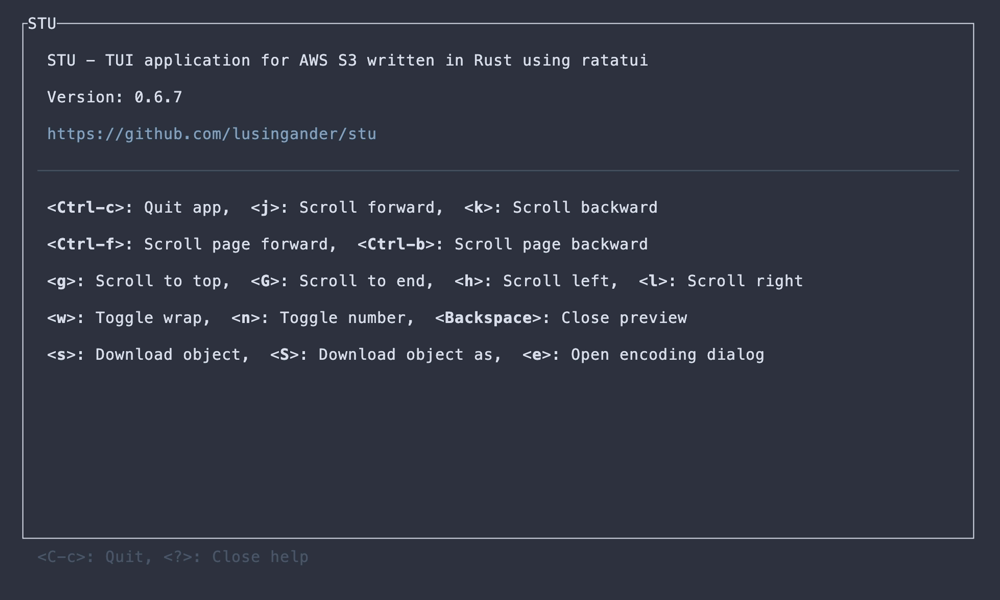 STU
STU – TUI application for AWS S3 written in Rust using ratatui
Version: 0.6.7
https://github.com/lusingander/stu
<Ctrl-c>: Quit app,  <j>: Scroll forward,  <k>: Scroll backward
<Ctrl-f>: Scroll page forward,  <Ctrl-b>: Scroll page backward
<g>: Scroll to top,  <G>: Scroll to end,  <h>: Scroll left,  <l>: Scroll right
<w>: Toggle wrap,  <n>: Toggle number,  <Backspace>: Close preview
<s>: Download object,  <S>: Download object as,  <e>: Open encoding dialog
<C-c>: Quit, <?>: Close help